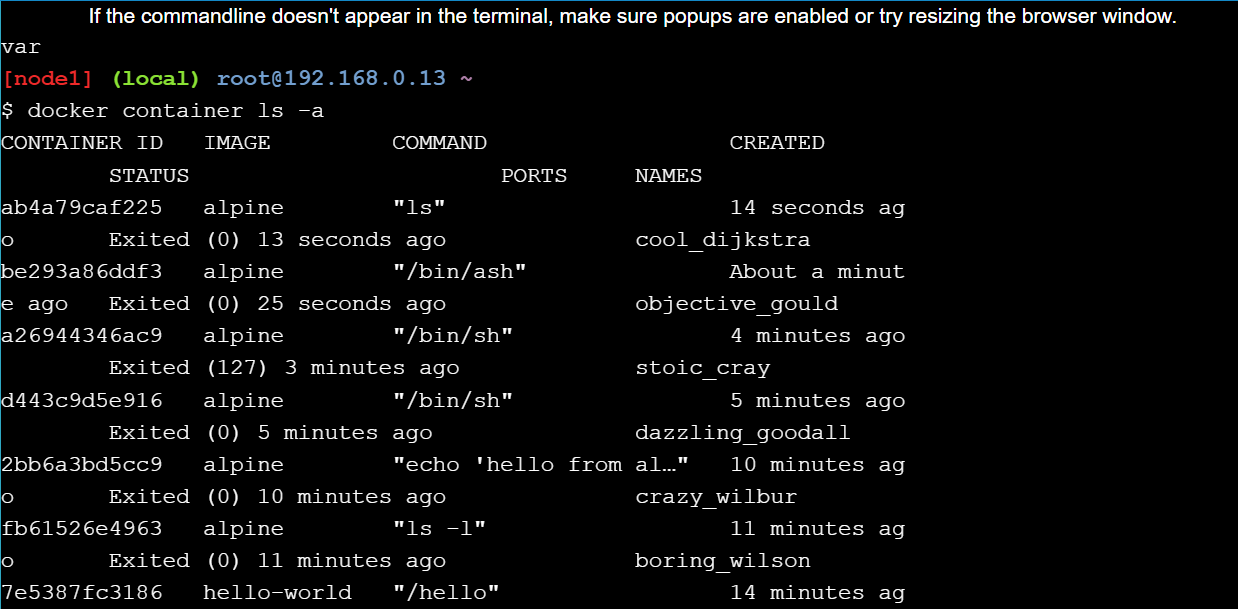 If the commandline doesn't appear in the terminal, make sure popups are enabled or try resizing the browser window.
var
[node1] (local) root@192.168.0.13 ~
$ docker container ls -a
CONTAINER ID   IMAGE         COMMAND                  CREATED
        STATUS                       PORTS     NAMES
ab4a79caf225   alpine        "ls"                     14 seconds ag
o       Exited (0) 13 seconds ago              cool_dijkstra
be293a86ddf3   alpine        "/bin/ash"               About a minut
e ago   Exited (0) 25 seconds ago              objective_gould
a26944346ac9   alpine        "/bin/sh"                4 minutes ago
        Exited (127) 3 minutes ago             stoic_cray
d443c9d5e916   alpine        "/bin/sh"                5 minutes ago
        Exited (0) 5 minutes ago               dazzling_goodall
2bb6a3bd5cc9   alpine        "echo 'hello from al…"   10 minutes ag
o       Exited (0) 10 minutes ago              crazy_wilbur
fb61526e4963   alpine        "ls -l"                  11 minutes ag
o       Exited (0) 11 minutes ago              boring_wilson
7e5387fc3186   hello-world   "/hello"                 14 minutes ag